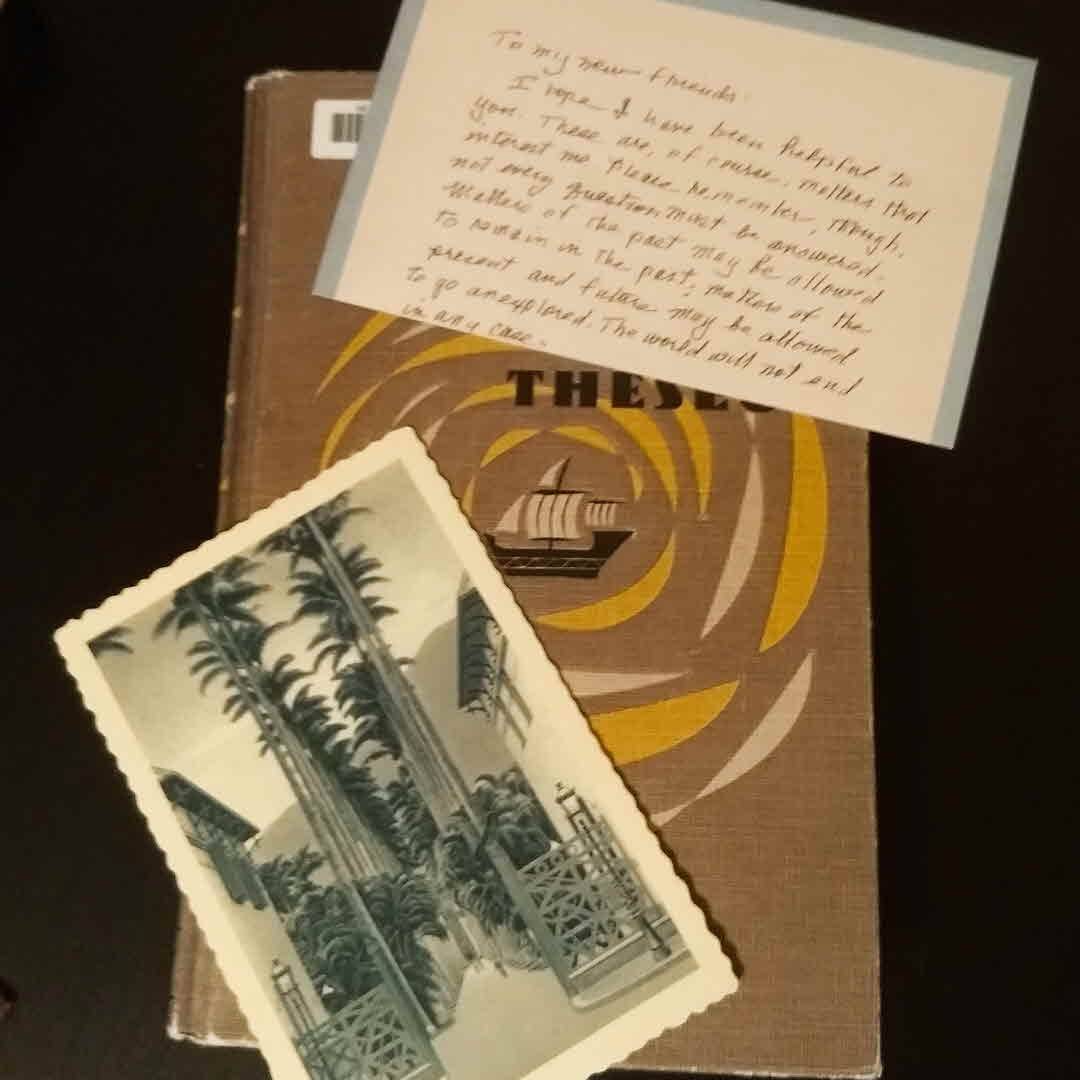 To my new friends:
I hope I have been helpful to
you. These are, of course, matters that
interest me. Please remember, though,
not every question must be answered.
Matters of the past may be allowed
to remain in the past; matters of the
present and future may be allowed
to go unexplored. The world will not end
in any case.
THESEU